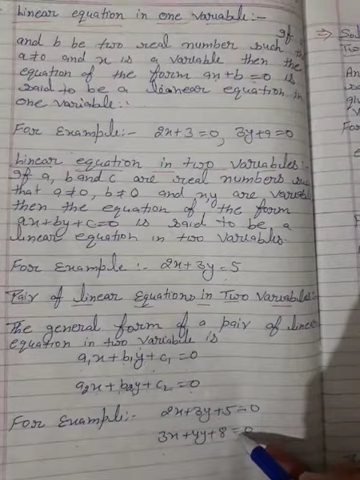 Linear equation in one variable:-
If a
and b be two real number such
a≠0 and x is a variable then the
equation of the form ax+b=0 is
said to be a linear equation in
one variable.
For Example:- 2x+3=0, 3y+9=0
Linear equation in two variables:-
If a, b and c are real numbers such
that a≠0, b≠0 and x,y are variable
then the equation of the form
ax+by+c=0 is said to be a
linear equation in two variables.
For Example:- 2x+3y=5
Pair of linear Equations in Two Variables:-
The general form of a pair of linear
equation in two variable is
a₁x+b₁y+c₁=0
a₂x+b₂y+c₂=0
For Example:- 2x+3y+5=0
3x+4y+8=0